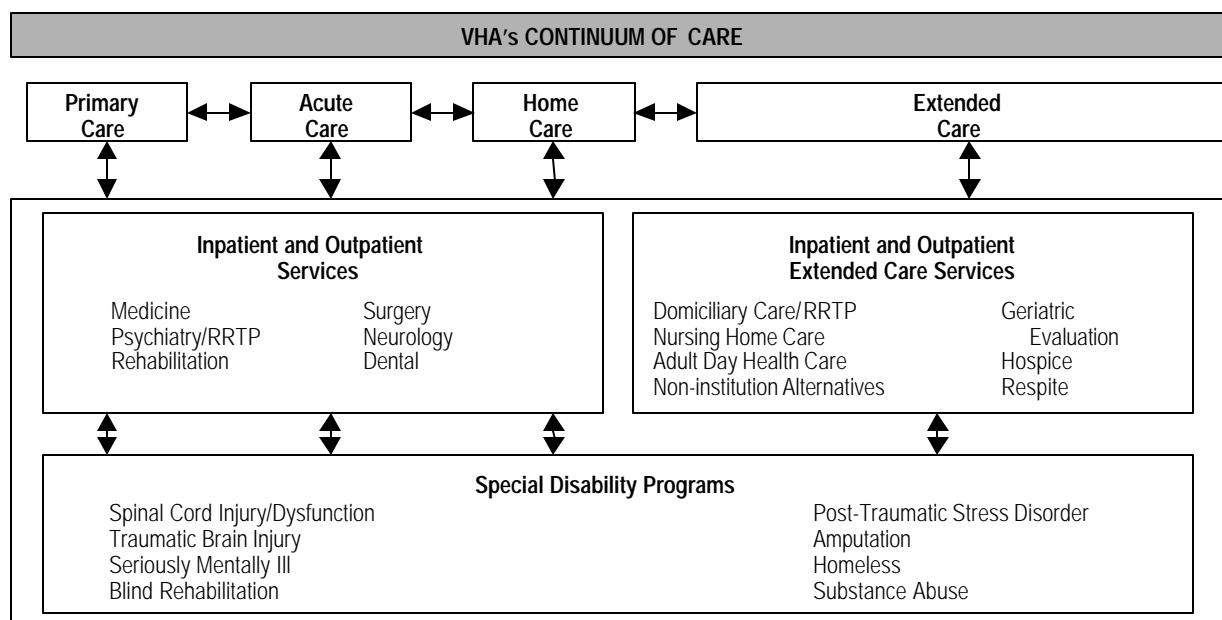 VHA's CONTINUUM OF CARE
Primary
Care
Acute
Care
Home
Care
Extended
Care
Inpatient and Outpatient
Services
Medicine
Psychiatry/RRTP
Rehabilitation
Surgery
Neurology
Dental
Inpatient and Outpatient
Extended Care Services
Domiciliary Care/RRTP
Nursing Home Care
Adult Day Health Care
Non-institution Alternatives
Geriatric
Evaluation
Hospice
Respite
Special Disability Programs
Spinal Cord Injury/Dysfunction
Traumatic Brain Injury
Seriously Mentally Ill
Blind Rehabilitation
Post-Traumatic Stress Disorder
Amputation
Homeless
Substance Abuse